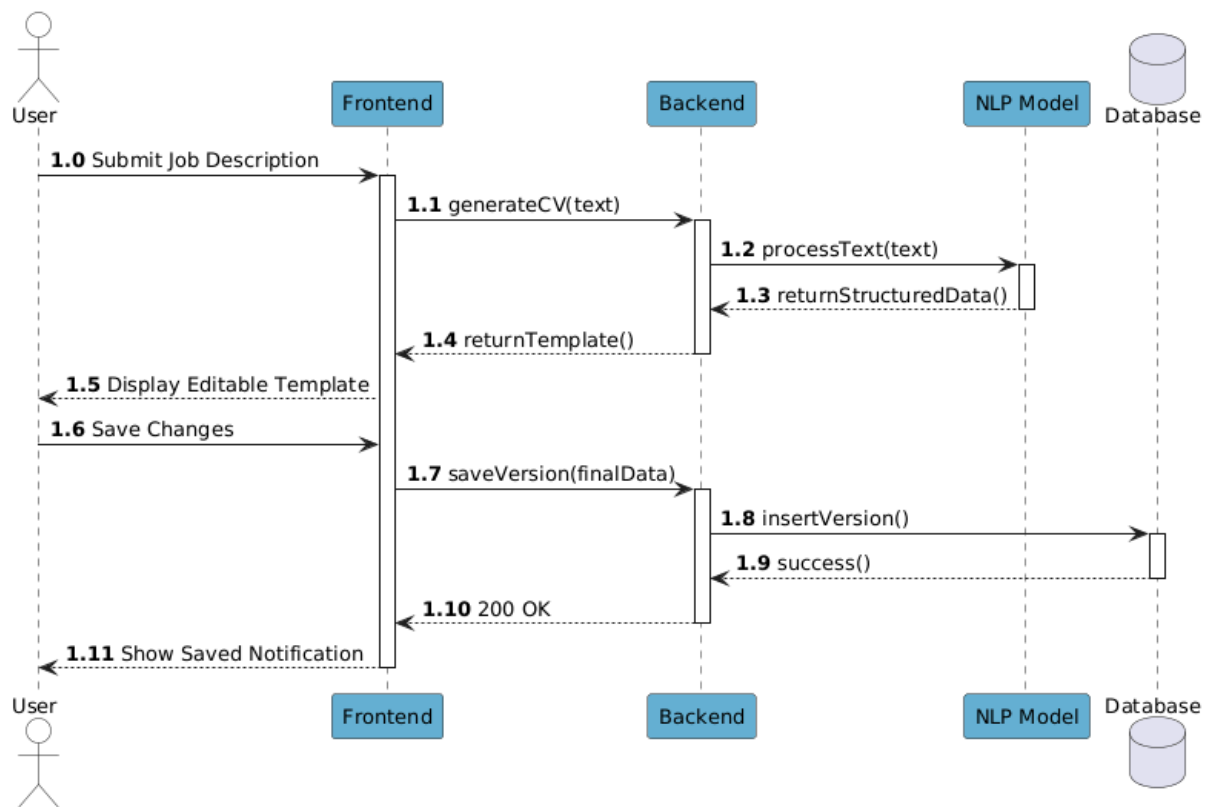 User
Frontend
Backend
NLP Model
Database
1.0 Submit Job Description
1.1 generateCV(text)
1.2 processText(text)
1.3 returnStructuredData()
1.4 returnTemplate()
1.5 Display Editable Template
1.6 Save Changes
1.7 saveVersion(finalData)
1.8 insertVersion()
1.9 success()
1.10 200 OK
1.11 Show Saved Notification
User
Frontend
Backend
NLP Model
Database